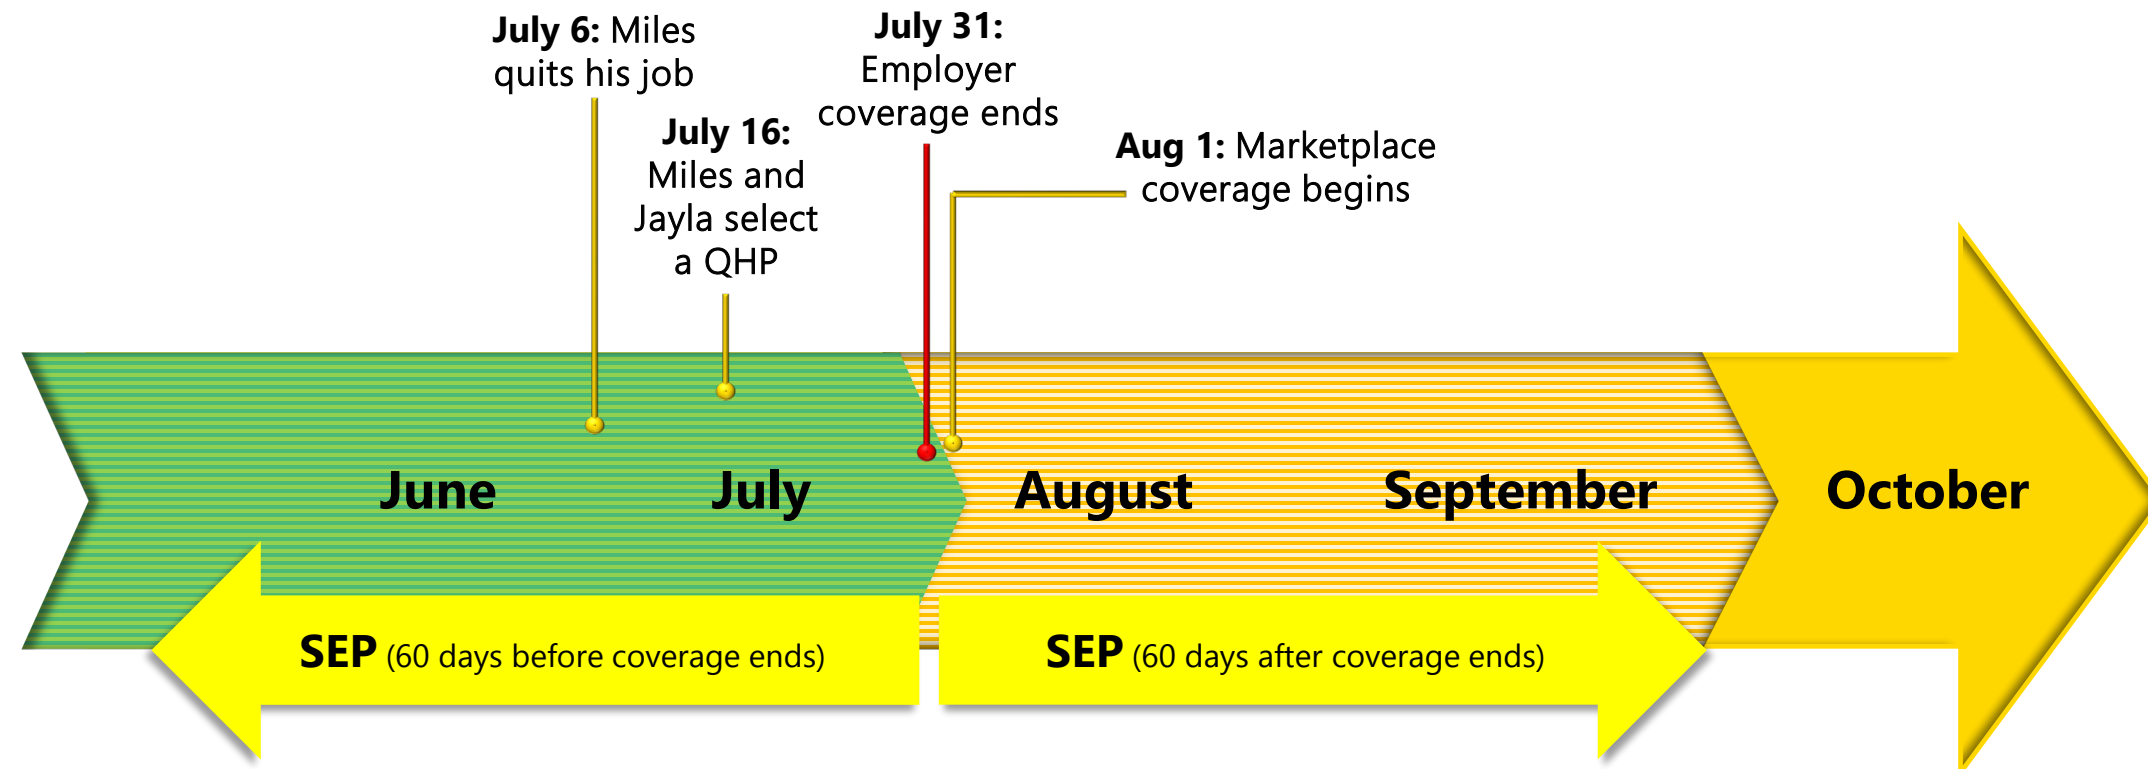 July 6: Miles
quits his job
July 16:
Miles and
Jayla select
a QHP
July 31:
Employer
coverage ends
Aug 1: Marketplace
coverage begins
June
July
August
September
October
SEP (60 days before coverage ends)
SEP (60 days after coverage ends)